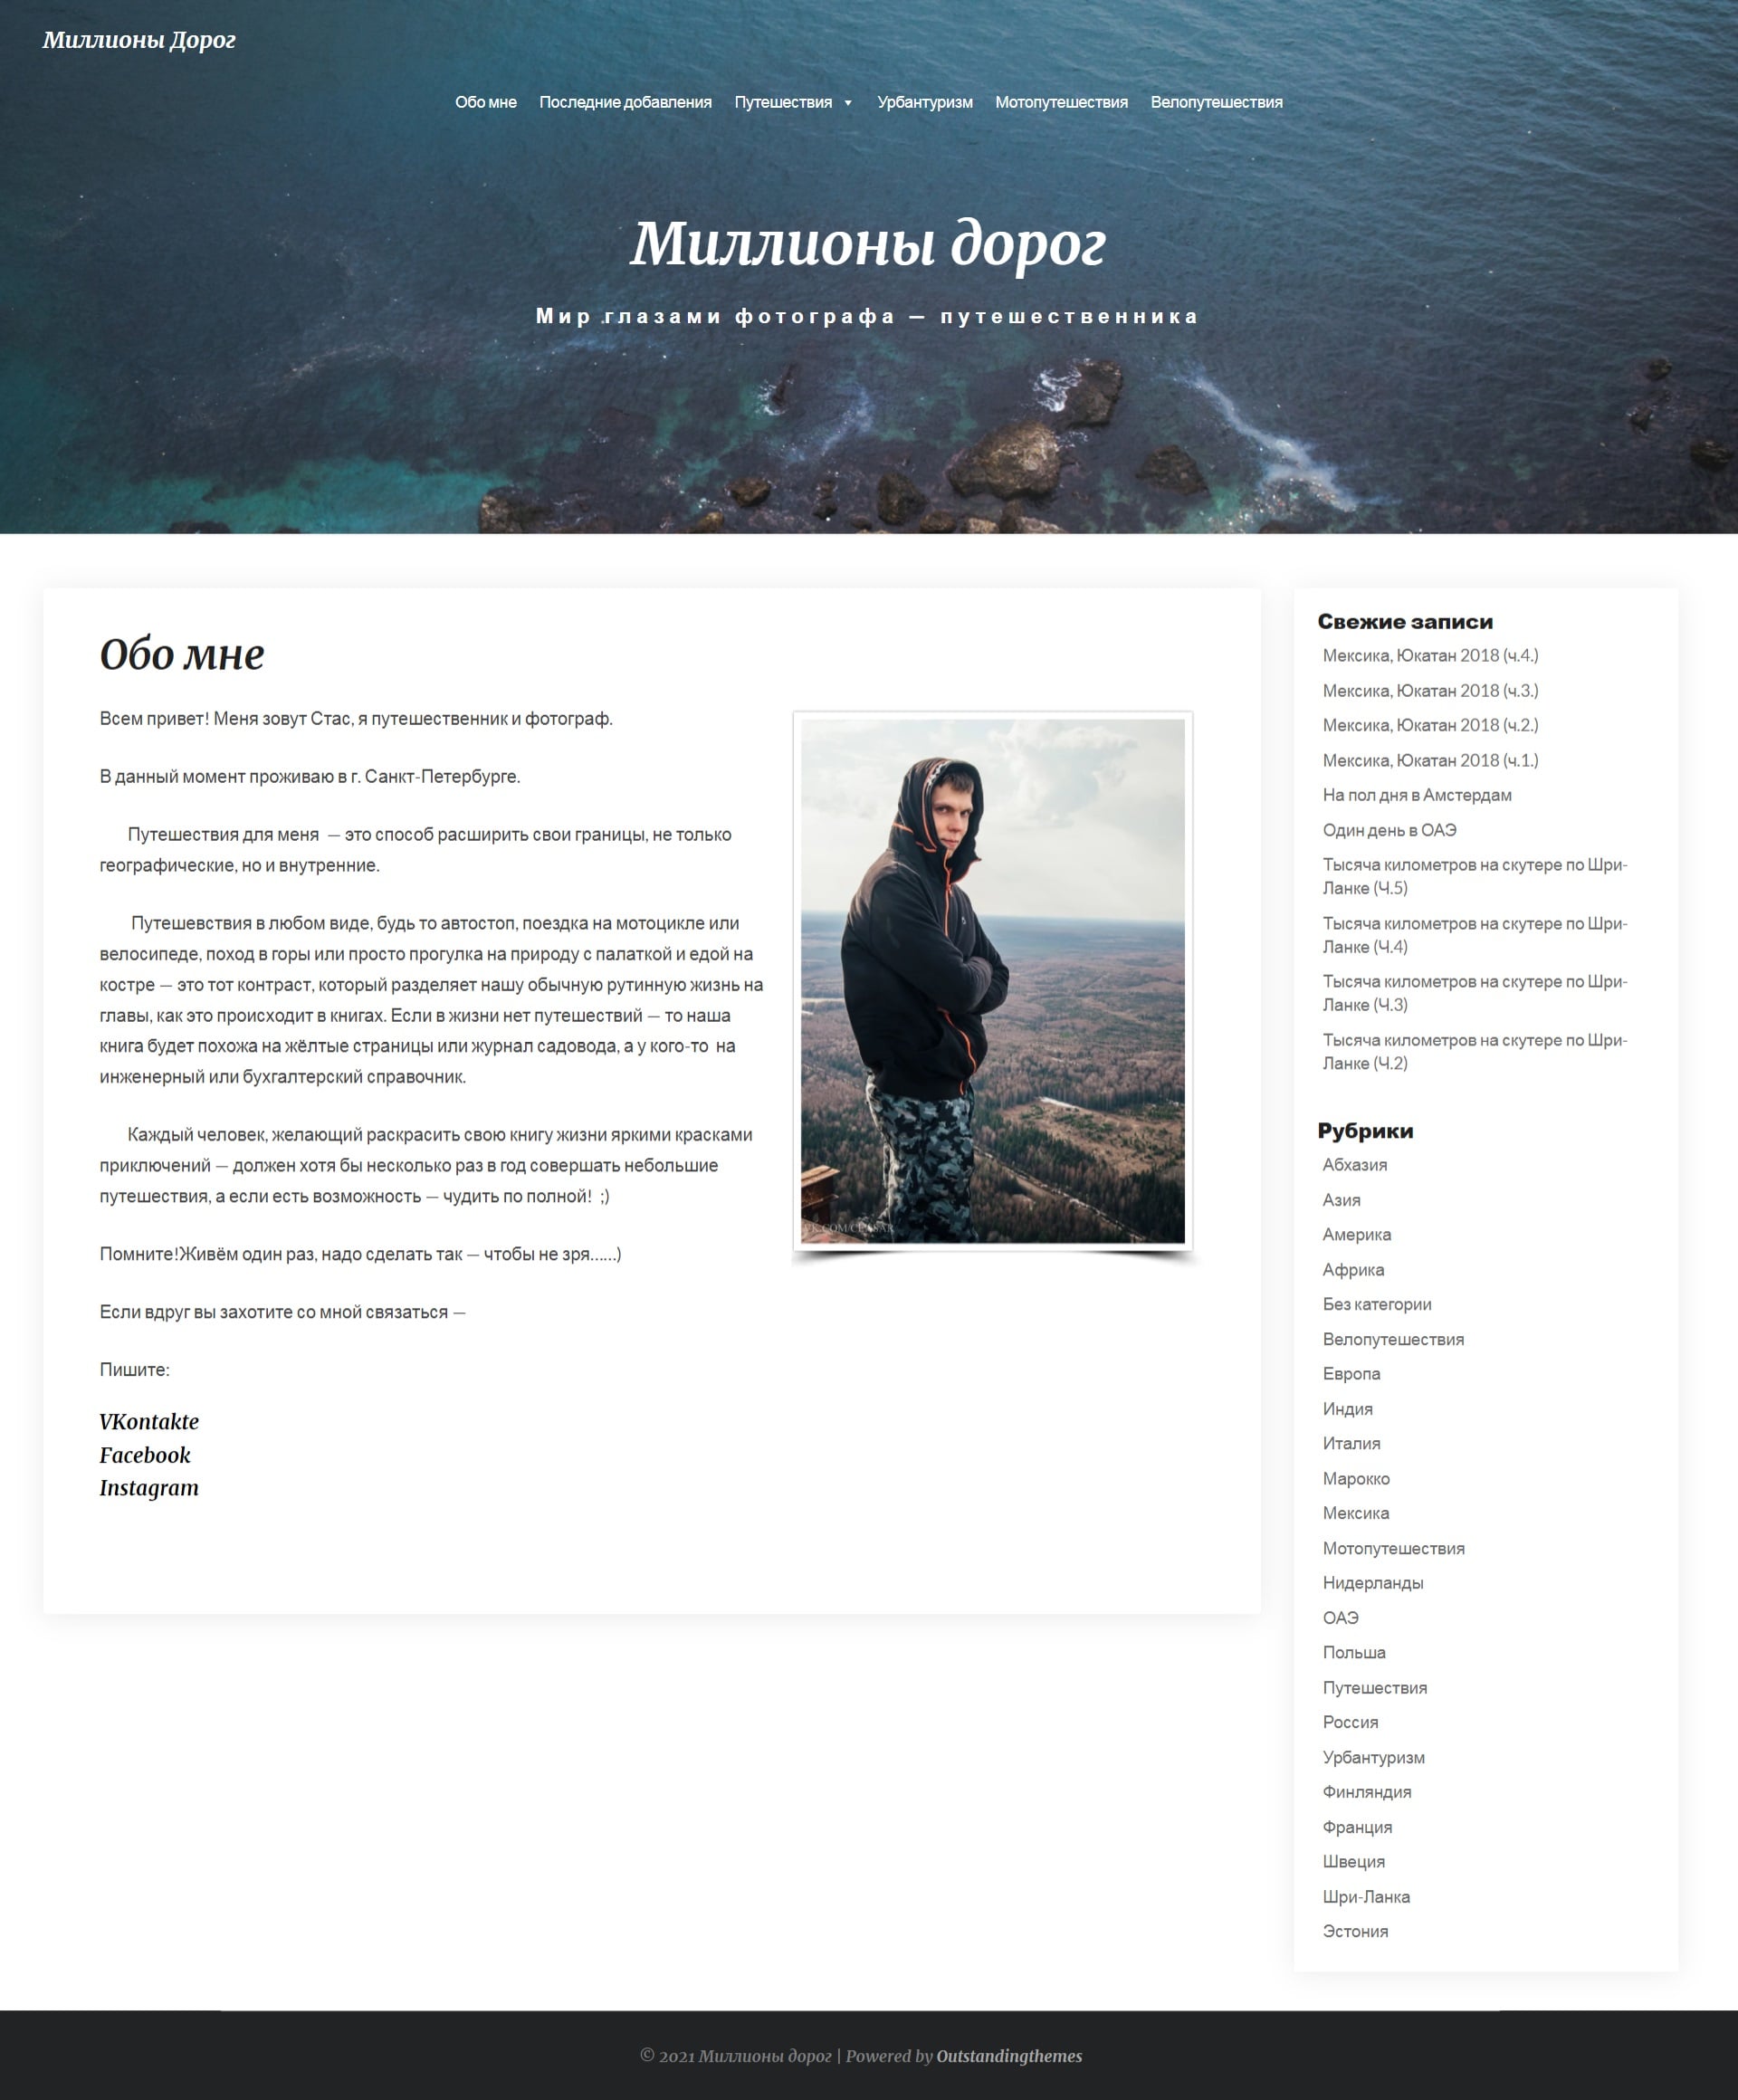 Миллионы Дорог
Обо мне Последние добавления Путешествия Урбантуризм Мотопутешествия Велопутешествия
Миллионы дорог
Мир глазами фотографа — путешественника
Обо мне
Всем привет! Меня зовут Стас, я путешественник и фотограф.
В данный момент проживаю в г. Санкт-Петербурге.
Путешествия для меня — это способ расширить свои границы, не только
географические, но и внутренние.
Путешевствия в любом виде, будь то автостоп, поездка на мотоцикле или
велосипеде, поход в горы или просто прогулка на природу с палаткой и едой на
костре — это тот контраст, который разделяет нашу обычную рутинную жизнь на
главы, как это происходит в книгах. Если в жизни нет путешествий — то наша
книга будет похожа на жёлтые страницы или журнал садовода, а у кого-то на
инженерный или бухгалтерский справочник.
Каждый человек, желающий раскрасить свою книгу жизни яркими красками
приключений — должен хотя бы несколько раз в год совершать небольшие
путешествия, а если есть возможность — чудить по полной! ;)
Помните!Живём один раз, надо сделать так — чтобы не зря……)
Если вдруг вы захотите со мной связаться —
Пишите:
VKontakte
Facebook
Instagram
Свежие записи
Мексика, Юкатан 2018 (ч.4.)
Мексика, Юкатан 2018 (ч.3.)
Мексика, Юкатан 2018 (ч.2.)
Мексика, Юкатан 2018 (ч.1.)
На пол дня в Амстердам
Один день в ОАЭ
Тысяча километров на скутере по Шри-
Ланке (Ч.5)
Тысяча километров на скутере по Шри-
Ланке (Ч.4)
Тысяча километров на скутере по Шри-
Ланке (Ч.3)
Тысяча километров на скутере по Шри-
Ланке (Ч.2)
Рубрики
Абхазия
Азия
Америка
Африка
Без категории
Велопутешествия
Европа
Индия
Италия
Марокко
Мексика
Мотопутешествия
Нидерланды
ОАЭ
Польша
Путешествия
Россия
Урбантуризм
Финляндия
Франция
Швеция
Шри-Ланка
Эстония
© 2021 Миллионы дорог | Powered by Outstandingthemes